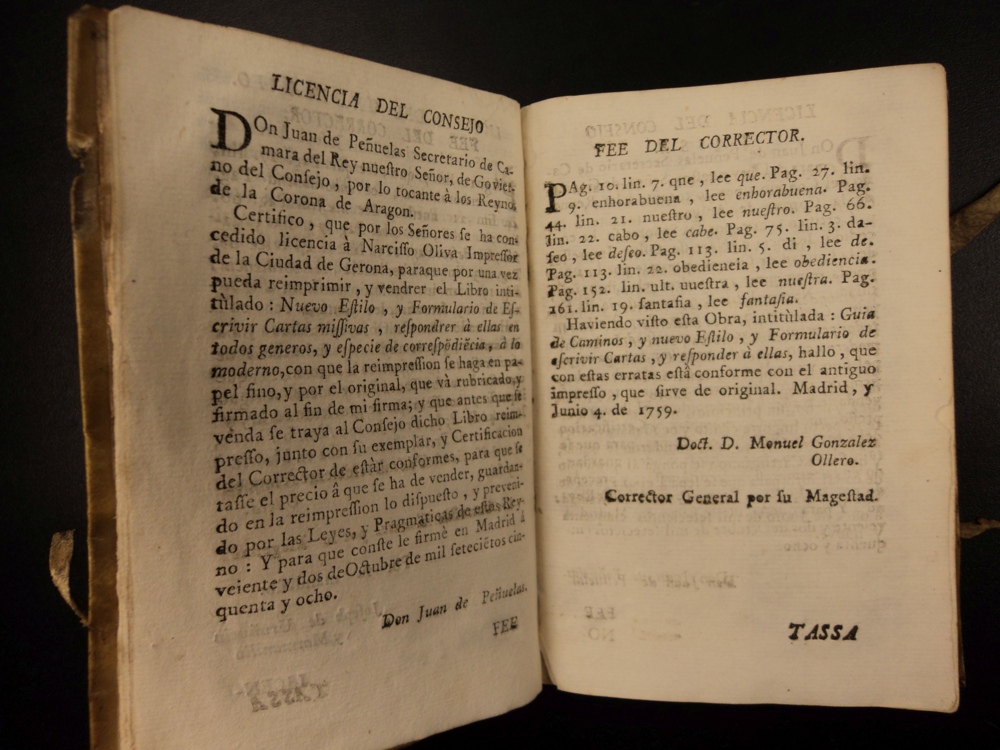 LICENCIA DEL CONSEJO
DOn Juan de Peñuelas Secretario de Ca-
mara del Rey nueſtro Señor, de Govier-
no del Conſejo, por lo tocante à los Reynos
de la Corona de Aragon.
Certifico, que por los Señores ſe ha con-
cedido licencia à Narciſſo Oliva Impreſſor
de la Ciudad de Gerona, paraque por una vez
pueda reimprimir, y vendrer el Libro inti-
tùlado: Nuevo Eſtilo, y Formulario de Eſ-
crivir Cartas miſſivas, reſpondrer à ellas en
todos generos, y eſpecie de correſpõdiēcia, à lo
moderno, con que la reimpreſſion ſe haga en pa-
pel fino, y por el original, que và rubricado, y
firmado al fin de mi firma; y que antes que ſe
venda ſe traya al Conſejo dicho Libro reim-
preſſo, junto con ſu exemplar, y Certificacion
del Corrector de eſtàr conformes, para que ſe
taſſe el precio â que ſe ha de vender, guardan-
do en la reimpreſſion lo diſpueſto, y preveni-
do por las Leyes, y Pragmaticas de eſtos Rey-
no: Y para que conſte le firmè en Madrid à
veiente y dos deOctubre de mil ſeteciētos cin-
quenta y ocho.
Don Juan de Peñuelas.
FEE
FEE DEL CORRECTOR.
PAg. 10. lin. 7. qne, lee que. Pag. 27. lin.
9. enhorabuena, lee enhorabuena. Pag.
44. lin. 21. nueſtro, lee nueſtro. Pag. 66.
lin. 22. cabo, lee cabe. Pag. 75. lin. 3. da-
ſeo, lee deſeo. Pag. 113. lin. 5. di, lee de.
Pag. 113. lin. 22. obedieneia, lee obediencia.
Pag. 152. lin. ult. uueſtra, lee nueſtra. Pag.
161. lin. 19. ſantaſia, lee fantaſia.
Haviendo viſto eſta Obra, intitùlada: Guia
de Caminos, y nuevo Eſtilo, y Formulario de
eſcrivir Cartas, y reſponder à ellas, hallo, que
con eſtas erratas eſtâ conforme con el antiguo
impreſſo, que ſirve de original. Madrid, y
Junio 4. de 1759.
Doct. D. Monuel Gonzalez
Ollero.
Corrector General por ſu Mageſtad.
TASSA